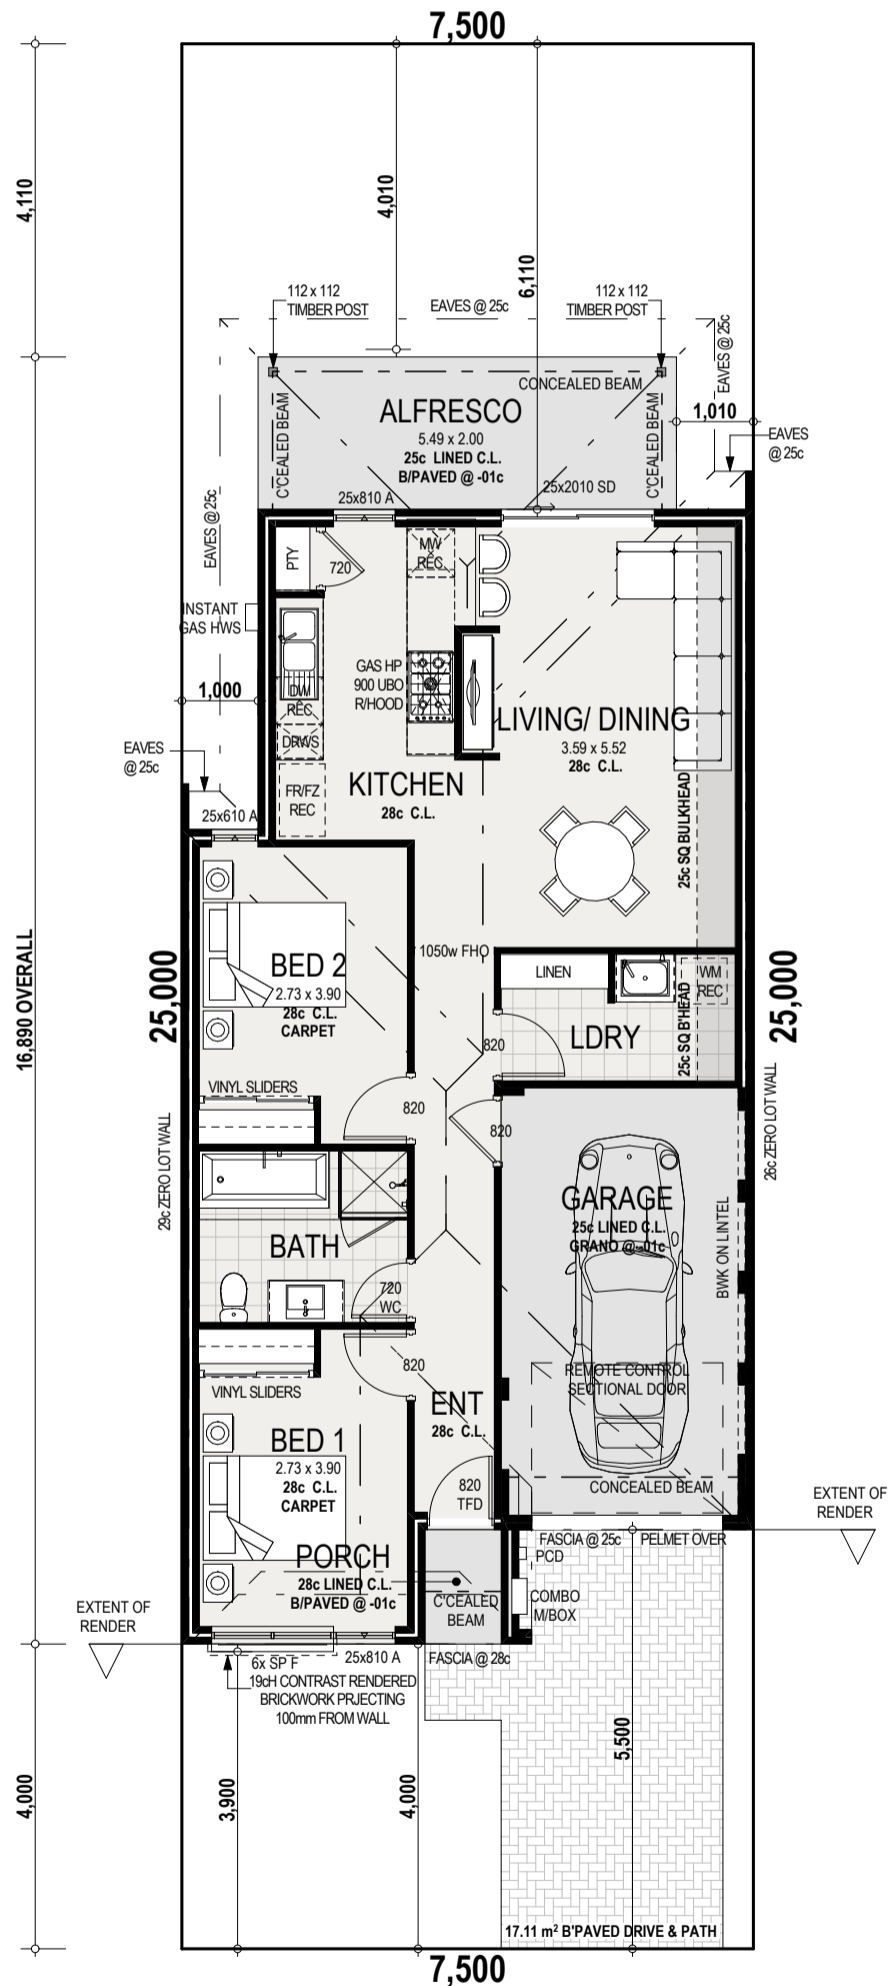 7,500
4,110
4,010
6,110
112 x 112
TIMBER POST
EAVES @ 25c
112 x 112
TIMBER POST
EAVES @ 25c
CONCEALED BEAM
C'CEALED BEAM
ALFRESCO
5.49 x 2.00
25c LINED C.L.
B/PAVED @ -01c
C'CEALED BEAM
1,010
EAVES
@ 25c
25x810 A
25x2010 SD
EAVES @ 25c
PTY
720
MW
REC
INSTANT
GAS HWS
GAS HP
900 UBO
R/HOOD
1,000
DW
REC
DRWS
LIVING/ DINING
3.59 x 5.52
28c C.L.
EAVES
@ 25c
FR/FZ
REC
KITCHEN
28c C.L.
25x610 A
25c SQ BULKHEAD
16,890 OVERALL
25,000
BED 2
2.73 x 3.90
28c C.L.
CARPET
1050w FHO
LINEN
WM
REC
25c SQ B'HEAD
25,000
820
LDRY
VINYL SLIDERS
820
820
29c ZERO LOT WALL
26c ZERO LOT WALL
GARAGE
25c LINED C.L.
GRANO @ -01c
BWK ON LINTEL
BATH
720
WC
820
REMOTE CONTROL
SECTIONAL DOOR
VINYL SLIDERS
ENT
28c C.L.
BED 1
2.73 x 3.90
28c C.L.
CARPET
820
TFD
CONCEALED BEAM
EXTENT OF
RENDER
FASCIA @ 25c
PELMET OVER
PORCH
28c LINED C.L.
B/PAVED @ -01c
PCD
C'CEALED
BEAM
COMBO
M/BOX
EXTENT OF
RENDER
6x SP F
25x810 A
FASCIA @ 28c
19cH CONTRAST RENDERED
BRICKWORK PRJECTING
100mm FROM WALL
4,000
3,900
4,000
5,500
17.11 m² B'PAVED DRIVE & PATH
7,500